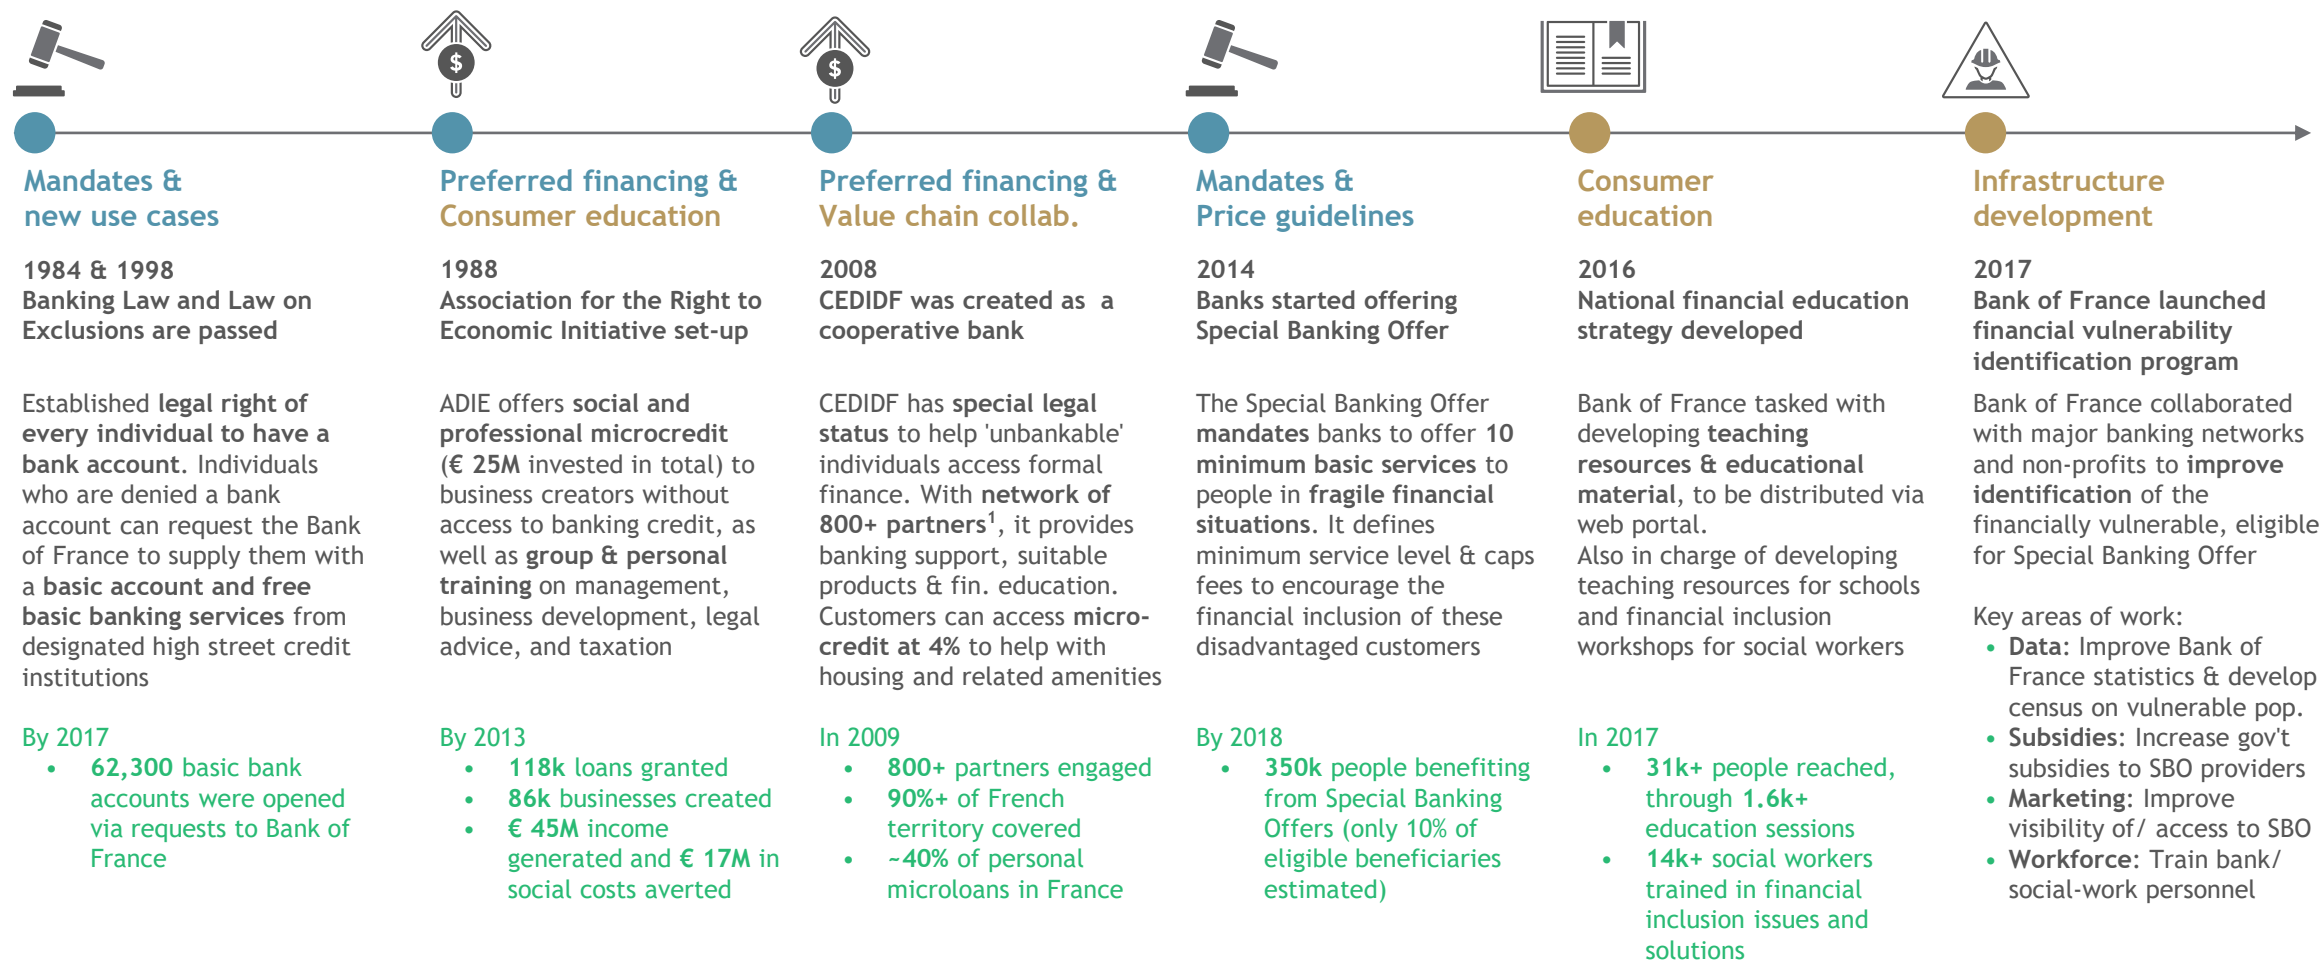 $
$
Mandates &
new use cases
1984 & 1998
Banking Law and Law on
Exclusions are passed
Established legal right of
every individual to have a
bank account. Individuals
who are denied a bank
account can request the Bank
of France to supply them with
a basic account and free
basic banking services from
designated high street credit
institutions
By 2017
• 62,300 basic bank
accounts were opened
via requests to Bank of
France
Preferred financing &
Consumer education
1988
Association for the Right to
Economic Initiative set-up
ADIE offers social and
professional microcredit
(€ 25M invested in total) to
business creators without
access to banking credit, as
well as group & personal
training on management,
business development, legal
advice, and taxation
By 2013
• 118k loans granted
• 86k businesses created
• € 45M income
generated and € 17M in
social costs averted
Preferred financing &
Value chain collab.
2008
CEDIDF was created as a
cooperative bank
CEDIDF has special legal
status to help 'unbankable'
individuals access formal
finance. With network of
800+ partners¹, it provides
banking support, suitable
products & fin. education.
Customers can access micro-
credit at 4% to help with
housing and related amenities
In 2009
• 800+ partners engaged
• 90%+ of French
territory covered
• ~40% of personal
microloans in France
Mandates &
Price guidelines
2014
Banks started offering
Special Banking Offer
The Special Banking Offer
mandates banks to offer 10
minimum basic services to
people in fragile financial
situations. It defines
minimum service level & caps
fees to encourage the
financial inclusion of these
disadvantaged customers
By 2018
• 350k people benefiting
from Special Banking
Offers (only 10% of
eligible beneficiaries
estimated)
Consumer
education
2016
National financial education
strategy developed
Bank of France tasked with
developing teaching
resources & educational
material, to be distributed via
web portal.
Also in charge of developing
teaching resources for schools
and financial inclusion
workshops for social workers
In 2017
• 31k+ people reached,
through 1.6k+
education sessions
• 14k+ social workers
trained in financial
inclusion issues and
solutions
Infrastructure
development
2017
Bank of France launched
financial vulnerability
identification program
Bank of France collaborated
with major banking networks
and non-profits to improve
identification of the
financially vulnerable, eligible
for Special Banking Offer
Key areas of work:
• Data: Improve Bank of
France statistics & develop
census on vulnerable pop.
• Subsidies: Increase gov't
subsidies to SBO providers
• Marketing: Improve
visibility of/ access to SBO
• Workforce: Train bank/
social-work personnel